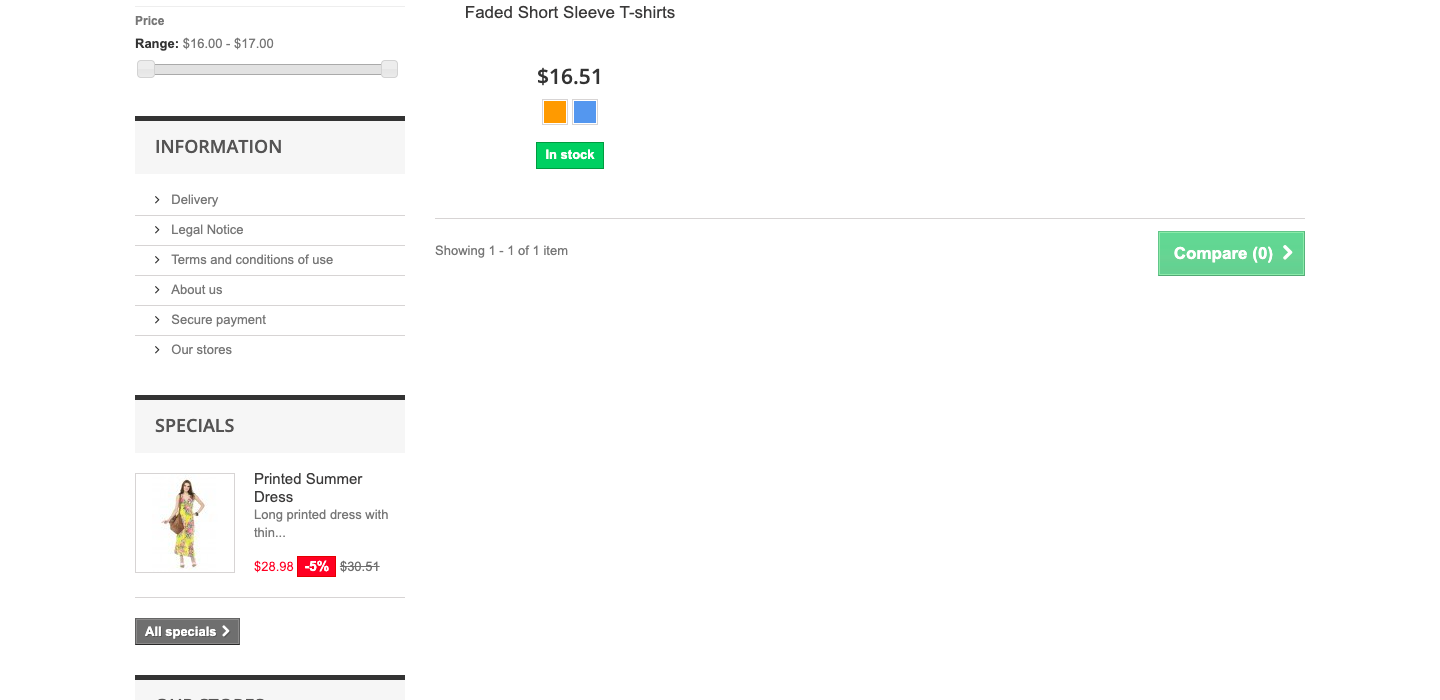 Price
Range: $16.00 - $17.00
INFORMATION
Delivery
Legal Notice
Terms and conditions of use
About us
Secure payment
Our stores
SPECIALS
Printed Summer
Dress
Long printed dress with
thin...
$28.98 -5% $30.51
All specials
OUR STORES
Faded Short Sleeve T-shirts
$16.51
In stock
Showing 1 - 1 of 1 item
Compare (0)